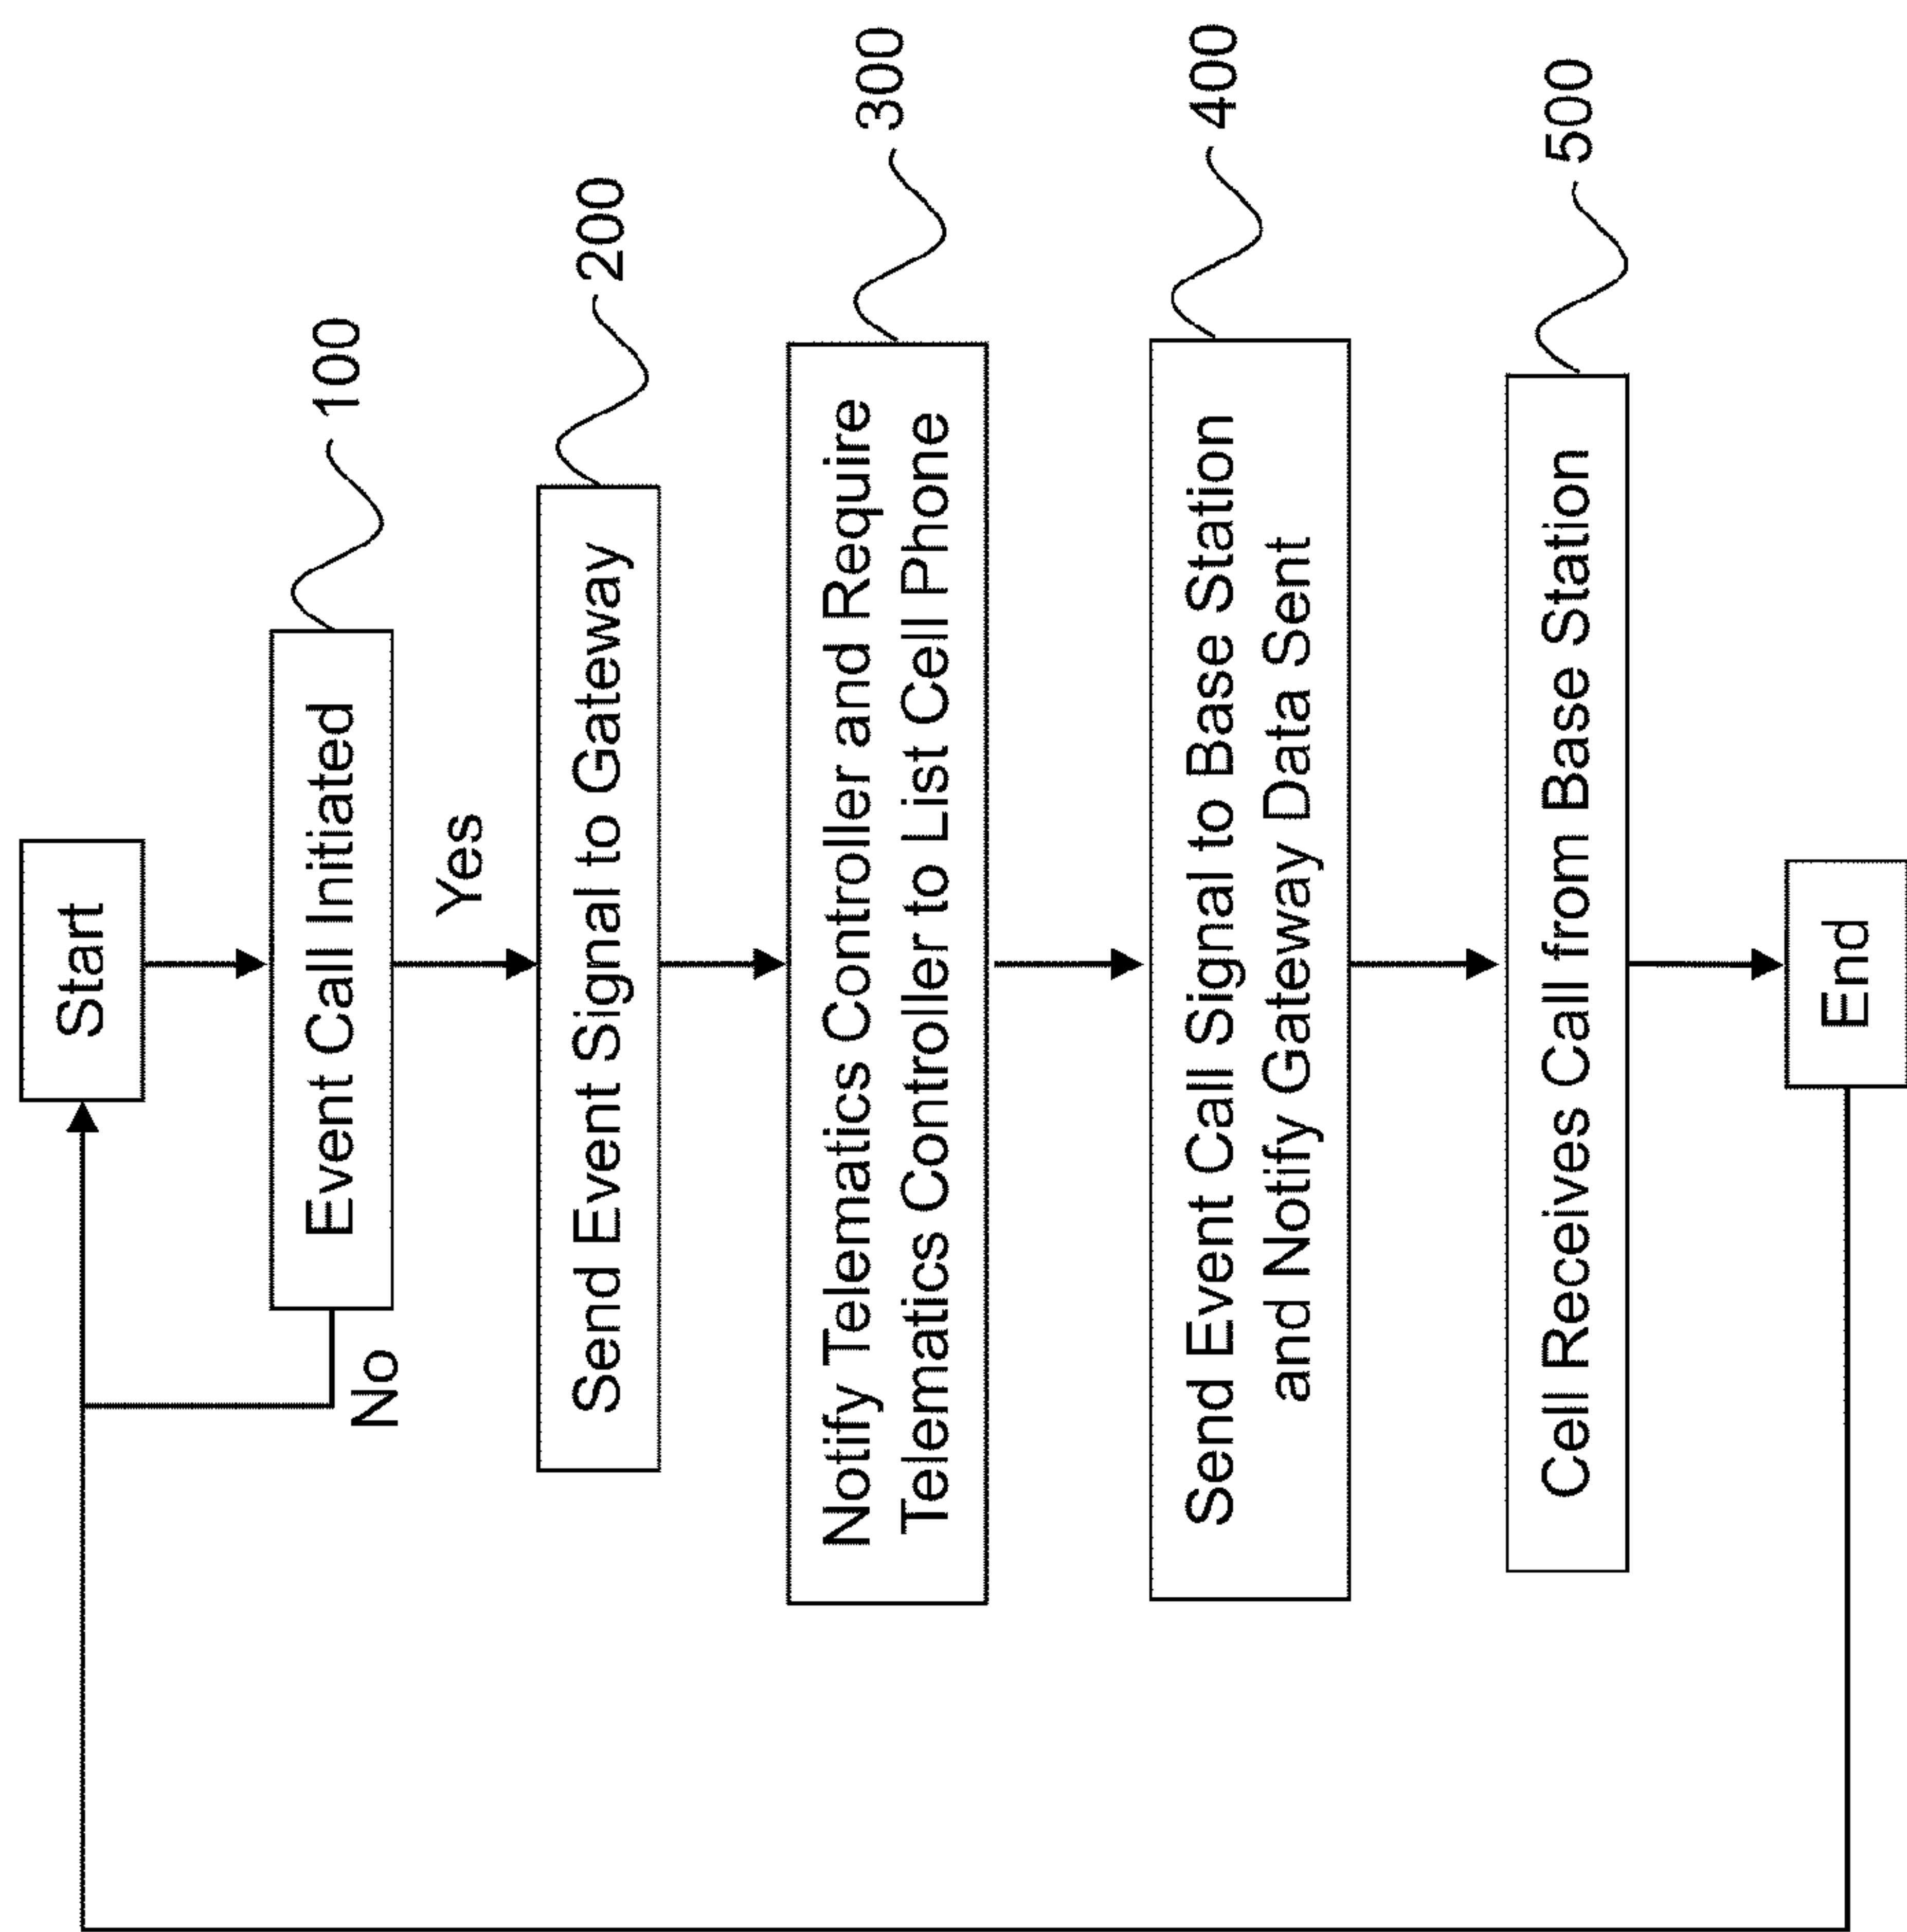 Start
Event Call Initiated
100
No
Yes
Send Event Signal to Gateway
200
Notify Telematics Controller and Require
Telematics Controller to List Cell Phone
300
Send Event Call Signal to Base Station
and Notify Gateway Data Sent
400
Cell Receives Call from Base Station
500
End